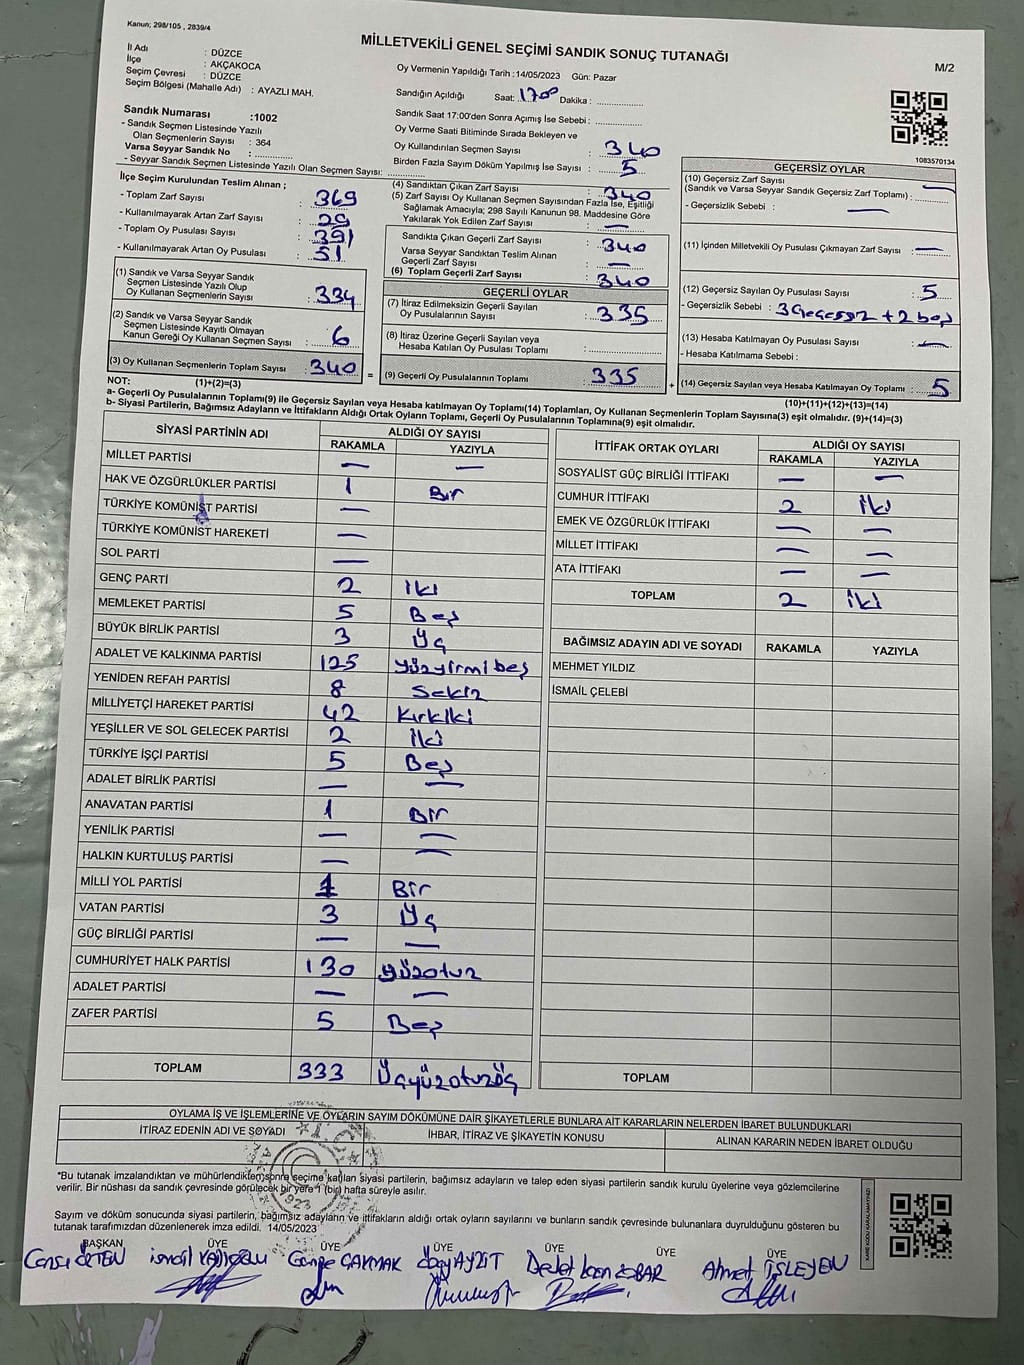 Kanun; 298/105 , 2839/4
MİLLETVEKİLİ GENEL SEÇİMİ SANDIK SONUÇ TUTANAĞI
M/2
İl Adı : DÜZCE
İlçe : AKÇAKOCA
Seçim Çevresi : DÜZCE
Seçim Bölgesi (Mahalle Adı) : AYAZLI MAH.
Oy Vermenin Yapıldığı Tarih :14/05/2023 Gün: Pazar
Sandığın Açıldığı Saat: 1700 Dakika :
Sandık Saat 17:00'den Sonra Açımış İse Sebebi :
Oy Verme Saati Bitiminde Sırada Bekleyen ve
Oy Kullandırılan Seçmen Sayısı : 340
Birden Fazla Sayım Döküm Yapılmış İse Sayısı : 5
Sandık Numarası :1002
- Sandık Seçmen Listesinde Yazılı
Olan Seçmenlerin Sayısı : 364
Varsa Seyyar Sandık No :
- Seyyar Sandık Seçmen Listesinde Yazılı Olan Seçmen Sayısı:
1083570134
İlçe Seçim Kurulundan Teslim Alınan ;
- Toplam Zarf Sayısı : 369
- Kullanılmayarak Artan Zarf Sayısı : 29
- Toplam Oy Pusulası Sayısı : 391
- Kullanılmayarak Artan Oy Pusulası : 51
(1) Sandık ve Varsa Seyyar Sandık
Seçmen Listesinde Yazılı Olup
Oy Kullanan Seçmenlerin Sayısı : 334
(2) Sandık ve Varsa Seyyar Sandık
Seçmen Listesinde Kayıtlı Olmayan
Kanun Gereği Oy Kullanan Seçmen Sayısı : 6
(3) Oy Kullanan Seçmenlerin Toplam Sayısı : 340
(4) Sandıktan Çıkan Zarf Sayısı : 340
(5) Zarf Sayısı Oy Kullanan Seçmen Sayısından Fazla İse, Eşitliği
Sağlamak Amacıyla; 298 Sayılı Kanunun 98. Maddesine Göre
Yakılarak Yok Edilen Zarf Sayısı : —
Sandıkta Çıkan Geçerli Zarf Sayısı : 340
Varsa Seyyar Sandıktan Teslim Alınan
Geçerli Zarf Sayısı : —
(6) Toplam Geçerli Zarf Sayısı : 340
GEÇERLİ OYLAR
(7) İtiraz Edilmeksizin Geçerli Sayılan
Oy Pusulalarının Sayısı : 335
(8) İtiraz Üzerine Geçerli Sayılan veya
Hesaba Katılan Oy Pusulası Toplamı :
= (9) Geçerli Oy Pusulalarının Toplamı : 335
GEÇERSİZ OYLAR
(10) Geçersiz Zarf Sayısı
(Sandık ve Varsa Seyyar Sandık Geçersiz Zarf Toplamı) : —
- Geçersizlik Sebebi : —
(11) İçinden Milletvekili Oy Pusulası Çıkmayan Zarf Sayısı : —
(12) Geçersiz Sayılan Oy Pusulası Sayısı : 5
- Geçersizlik Sebebi : 3 Geçersiz + 2 boş
(13) Hesaba Katılmayan Oy Pusulası Sayısı : —
- Hesaba Katılmama Sebebi :
+ (14) Geçersiz Sayılan veya Hesaba Katılmayan Oy Toplamı : 5
NOT: (1)+(2)=(3)
(10)+(11)+(12)+(13)=(14)
a- Geçerli Oy Pusulalarının Toplamı(9) ile Geçersiz Sayılan veya Hesaba Katılmayan Oy Toplamı(14) Toplamları, Oy Kullanan Seçmenlerin Toplam Sayısına(3) eşit olmalıdır. (9)+(14)=(3)
b- Siyasi Partilerin, Bağımsız Adayların ve İttifakların Aldığı Ortak Oyların Toplamı, Geçerli Oy Pusulalarının Toplamına(9) eşit olmalıdır.
SİYASİ PARTİNİN ADI ALDIĞI OY SAYISI
RAKAMLA YAZIYLA
MİLLET PARTİSİ — —
HAK VE ÖZGÜRLÜKLER PARTİSİ 1 Bir
TÜRKİYE KOMÜNİST PARTİSİ —
TÜRKİYE KOMÜNİST HAREKETİ —
SOL PARTİ —
GENÇ PARTİ 2 İki
MEMLEKET PARTİSİ 5 Beş
BÜYÜK BİRLİK PARTİSİ 3 Üç
ADALET VE KALKINMA PARTİSİ 125 Yüzyirmi beş
YENİDEN REFAH PARTİSİ 8 Sekiz
MİLLİYETÇİ HAREKET PARTİSİ 42 Kırkiki
YEŞİLLER VE SOL GELECEK PARTİSİ 2 İki
TÜRKİYE İŞÇİ PARTİSİ 5 Beş
ADALET BİRLİK PARTİSİ — —
ANAVATAN PARTİSİ 1 Bir
YENİLİK PARTİSİ — —
HALKIN KURTULUŞ PARTİSİ — —
MİLLİ YOL PARTİSİ 1 Bir
VATAN PARTİSİ 3 Üç
GÜÇ BİRLİĞİ PARTİSİ — —
CUMHURİYET HALK PARTİSİ 130 yüzotuz
ADALET PARTİSİ — —
ZAFER PARTİSİ 5 Beş
TOPLAM 333 Üçyüzotuzüç
İTTİFAK ORTAK OYLARI ALDIĞI OY SAYISI
RAKAMLA YAZIYLA
SOSYALİST GÜÇ BİRLİĞİ İTTİFAKI — —
CUMHUR İTTİFAKI 2 İki
EMEK VE ÖZGÜRLÜK İTTİFAKI — —
MİLLET İTTİFAKI — —
ATA İTTİFAKI — —
TOPLAM 2 İki
BAĞIMSIZ ADAYIN ADI VE SOYADI RAKAMLA YAZIYLA
MEHMET YILDIZ
İSMAİL ÇELEBİ
TOPLAM
OYLAMA İŞ VE İŞLEMLERİNE VE OYLARIN SAYIM DÖKÜMÜNE DAİR ŞİKAYETLERLE BUNLARA AİT KARARLARIN NELERDEN İBARET BULUNDUKLARI
İTİRAZ EDENİN ADI VE SOYADI İHBAR, İTİRAZ VE ŞİKAYETİN KONUSU ALINAN KARARIN NEDEN İBARET OLDUĞU
*Bu tutanak imzalandıktan ve mühürlendikten sonra seçime katılan siyasi partilerin, bağımsız adayların ve talep eden siyasi partilerin sandık kurulu üyelerine veya gözlemcilerine
verilir. Bir nüshası da sandık çevresinde görülecek bir yere 1 (bir) hafta süreyle asılır.
Sayım ve döküm sonucunda siyasi partilerin, bağımsız adayların ve ittifakların aldığı ortak oyların sayılarını ve bunların sandık çevresinde bulunanlara duyrulduğunu gösteren bu
tutanak tarafımızdan düzenlenerek imza edildi. 14/05/2023
BAŞKAN ÜYE ÜYE ÜYE ÜYE ÜYE ÜYE
ÖZTEN İsmail ÇAKMAK AYYİT Devlet Ahmet İŞLEYEN
T.C.
1923